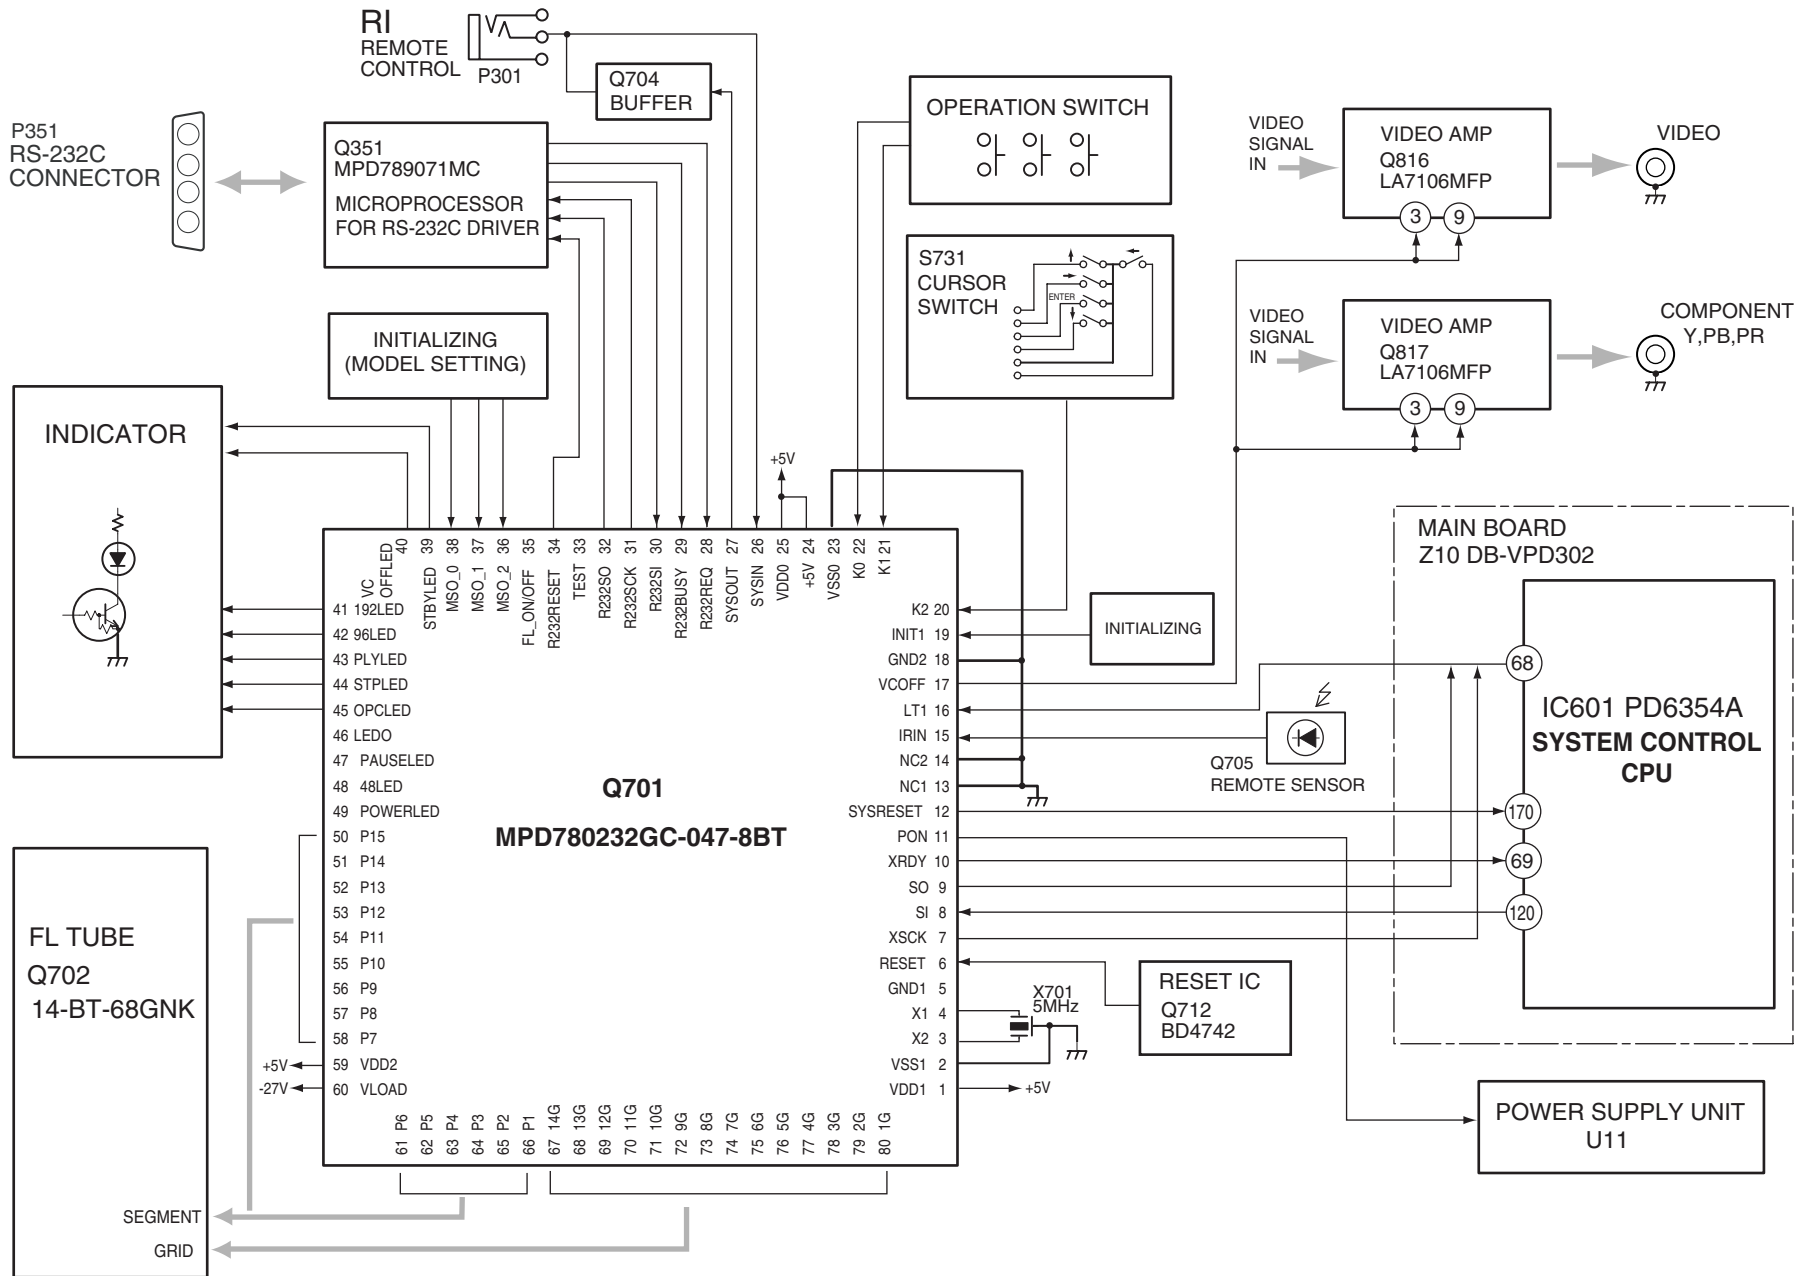 RI
REMOTE
CONTROL
P301
Q704
BUFFER
P351
RS-232C
CONNECTOR
Q351
MPD789071MC
MICROPROCESSOR
FOR RS-232C DRIVER
INITIALIZING
(MODEL SETTING)
INDICATOR
OPERATION SWITCH
S731
CURSOR
SWITCH
ENTER
VIDEO
SIGNAL
IN
VIDEO AMP
Q816
LA7106MFP
3 9
VIDEO
VIDEO
SIGNAL
IN
VIDEO AMP
Q817
LA7106MFP
3 9
COMPONENT
Y,PB,PR
+5V
40 VC OFFLED
39 STBYLED
38 MSO_0
37 MSO_1
36 MSO_2
35 FL_ON/OFF
34 R232RESET
33 TEST
32 R232SO
31 R232SCK
30 R232SI
29 R232BUSY
28 R232REQ
27 SYSOUT
26 SYSIN
25 VDD0
24 +5V
23 VSS0
22 K0
21 K1
41 192LED
42 96LED
43 PLYLED
44 STPLED
45 OPCLED
46 LEDO
47 PAUSELED
48 48LED
49 POWERLED
50 P15
51 P14
52 P13
53 P12
54 P11
55 P10
56 P9
57 P8
58 P7
59 VDD2
60 VLOAD
+5V
-27V
Q701
MPD780232GC-047-8BT
K2 20
INIT1 19
GND2 18
VCOFF 17
LT1 16
IRIN 15
NC2 14
NC1 13
SYSRESET 12
PON 11
XRDY 10
SO 9
SI 8
XSCK 7
RESET 6
GND1 5
X1 4
X2 3
VSS1 2
VDD1 1
+5V
61 P6
62 P5
63 P4
64 P3
65 P2
66 P1
67 14G
68 13G
69 12G
70 11G
71 10G
72 9G
73 8G
74 7G
75 6G
76 5G
77 4G
78 3G
79 2G
80 1G
INITIALIZING
Q705
REMOTE SENSOR
X701
5MHz
RESET IC
Q712
BD4742
MAIN BOARD
Z10 DB-VPD302
68
170
69
120
IC601 PD6354A
SYSTEM CONTROL
CPU
POWER SUPPLY UNIT
U11
FL TUBE
Q702
14-BT-68GNK
SEGMENT
GRID